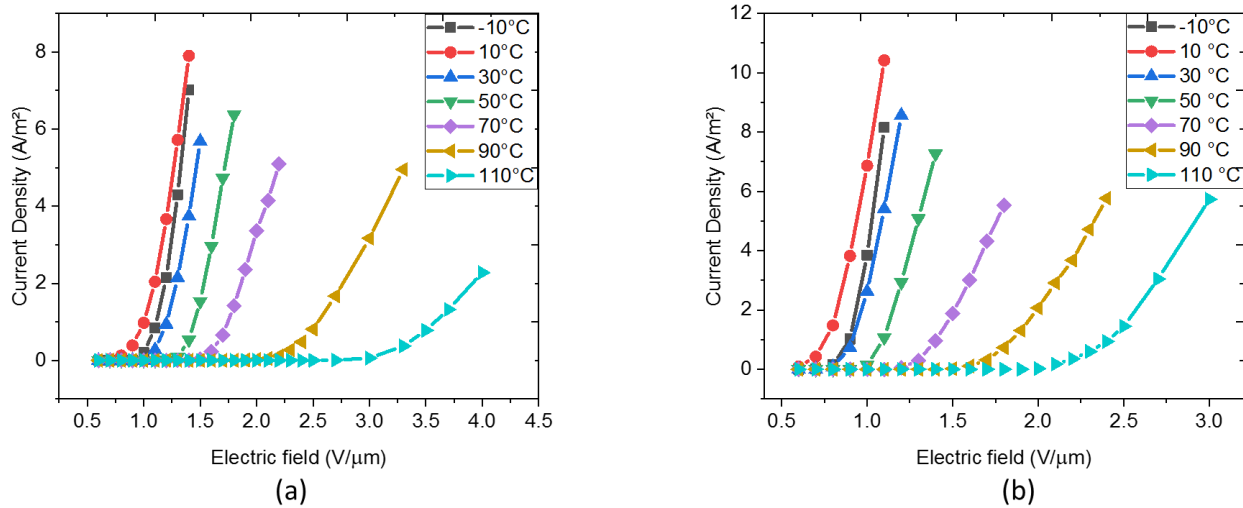 8
6
4
2
0
Current Density (A/m²)
0.5 1.0 1.5 2.0 2.5 3.0 3.5 4.0 4.5
Electric field (V/μm)
-10°C
10°C
30°C
50°C
70°C
90°C
110°C
(a)
12
10
8
6
4
2
0
Current Density (A/m²)
0.5 1.0 1.5 2.0 2.5 3.0
Electric field (V/μm)
-10°C
10 °C
30 °C
50 °C
70 °C
90 °C
110 °C
(b)